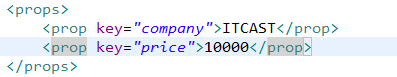 <props>
<prop key="company">ITCAST</prop>
<prop key="price">10000</prop>
</props>